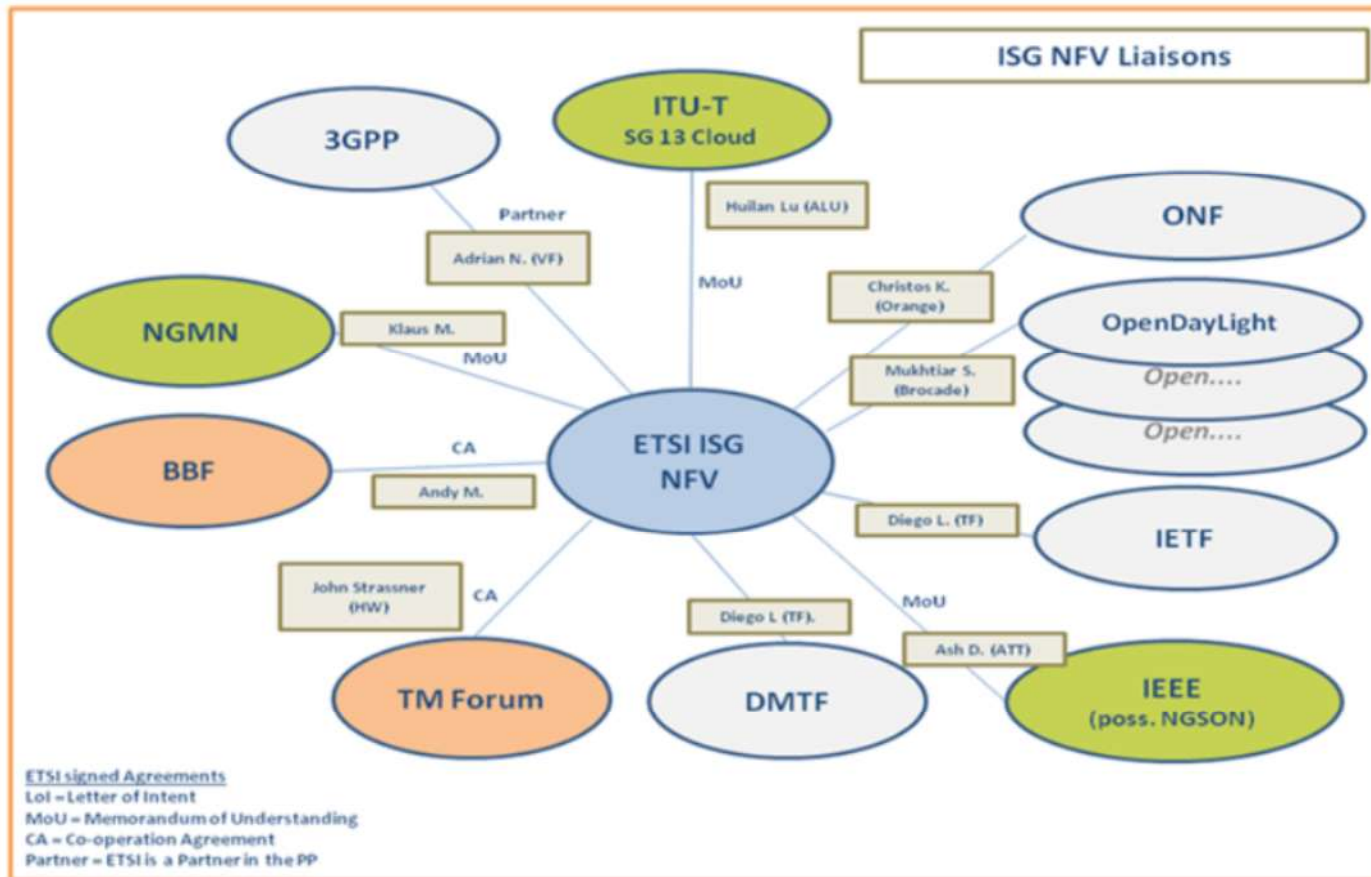 ISG NFV Liaisons
ITU-T
SG 13 Cloud
3GPP
Huilan Lu (ALU)
ONF
Partner
Adrian N. (VF)
MoU
Christos K.
(Orange)
OpenDayLight
NGMN
Klaus M.
MoU
Mukhtiar S.
(Brocade)
Open....
Open....
ETSI ISG
NFV
BBF
CA
Andy M.
Diego L. (TF)
IETF
John Strassner
(HW)
CA
MoU
Diego L (TF).
Ash D. (ATT)
TM Forum
DMTF
IEEE
(poss. NGSON)
ETSI signed Agreements
LoI = Letter of Intent
MoU = Memorandum of Understanding
CA = Co-operation Agreement
Partner = ETSI is a Partner in the PP